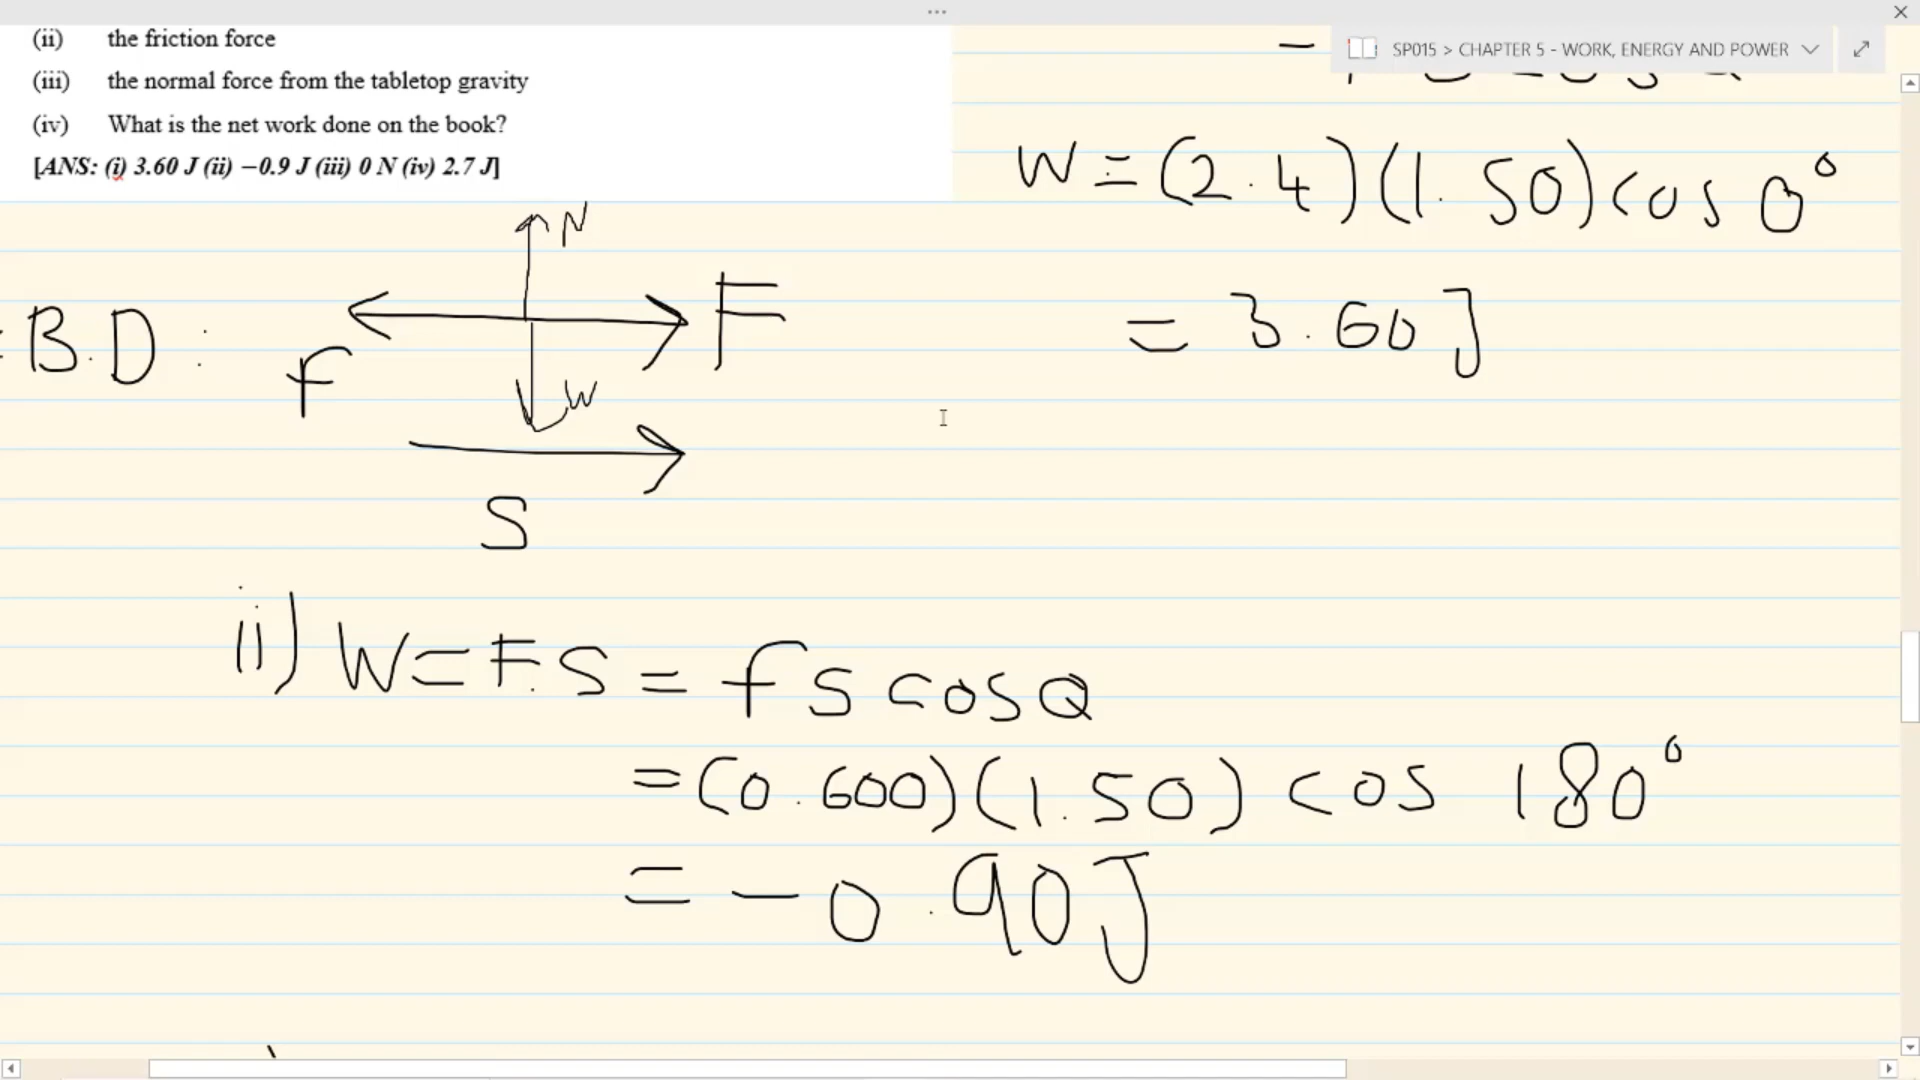 (ii) the friction force
(iii) the normal force from the tabletop gravity
(iv) What is the net work done on the book?
[ANS: (i) 3.60 J (ii) −0.9 J (iii) 0 N (iv) 2.7 J]
SP015 > CHAPTER 5 - WORK, ENERGY AND POWER
W = (2.4)(1.50) cos 0°
= 3.60 J
B.D :
N
F
f
W
S
ii) W = F.S = f s cos θ
= (0.600)(1.50) cos 180°
= -0.90 J